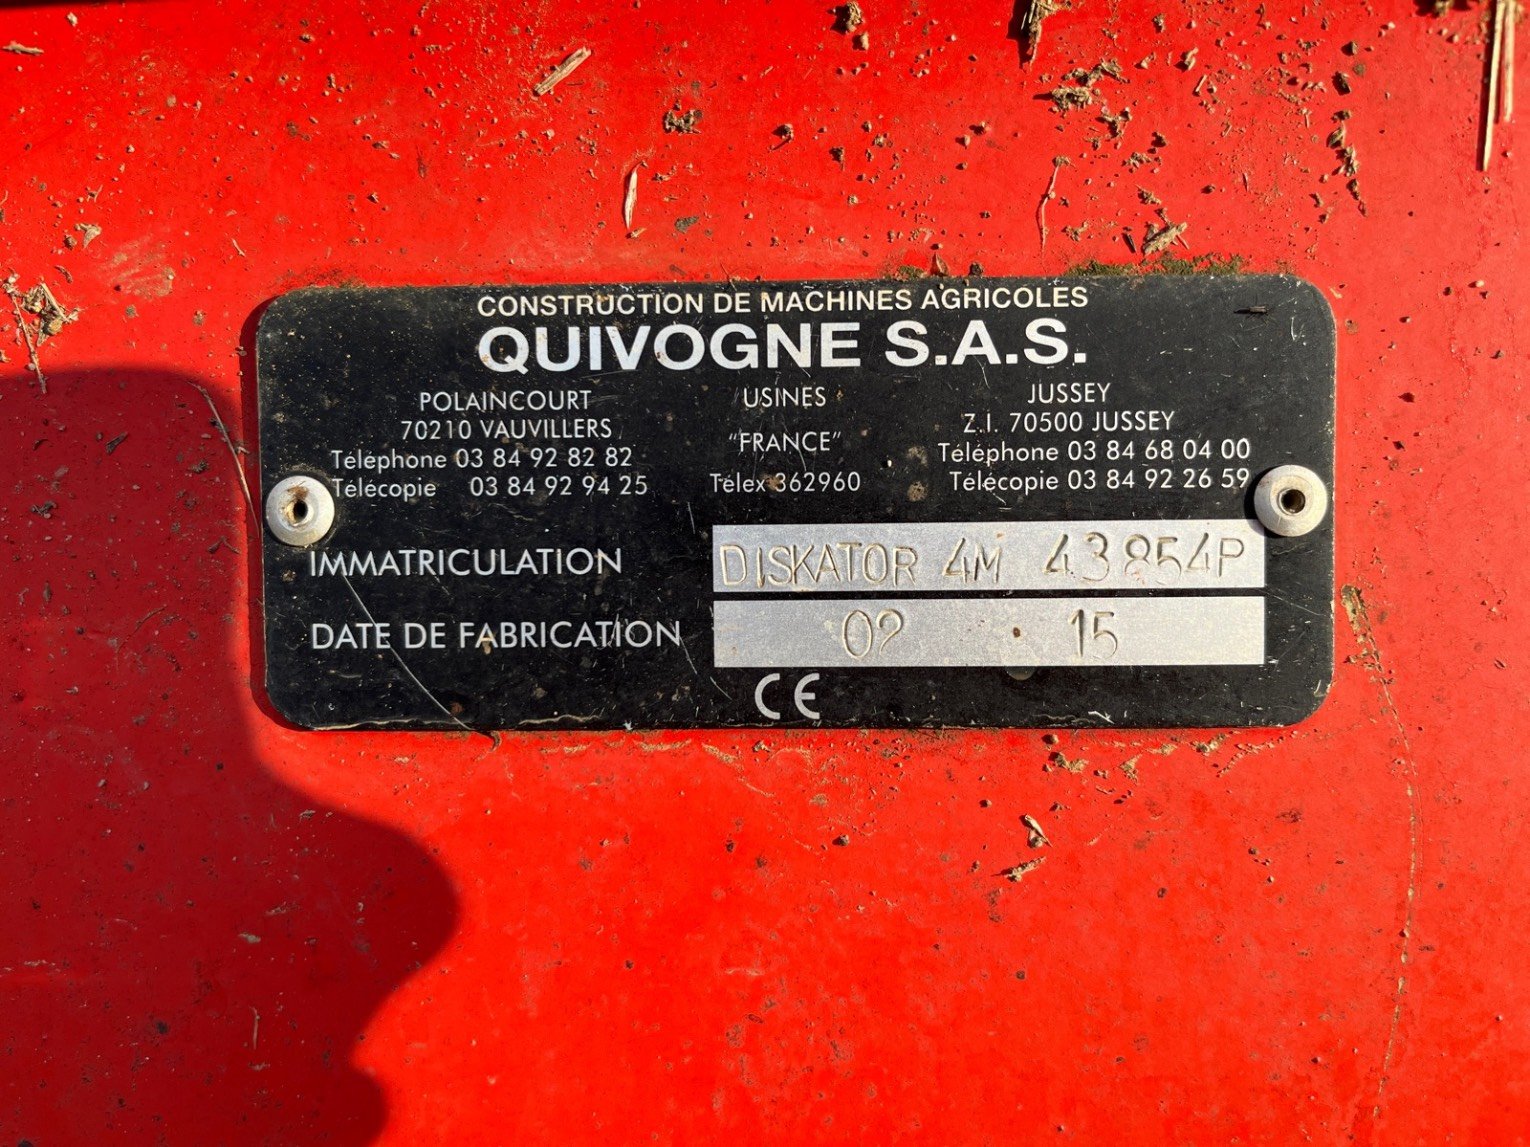 CONSTRUCTION DE MACHINES AGRICOLES
QUIVOGNE S.A.S.
POLAINCOURT
70210 VAUVILLERS
Téléphone 03 84 92 82 82
Télécopie 03 84 92 94 25
USINES
"FRANCE"
Télex 362960
JUSSEY
Z.I. 70500 JUSSEY
Téléphone 03 84 68 04 00
Télécopie 03 84 92 26 59
IMMATRICULATION DISKATOR 4M 43854P
DATE DE FABRICATION 02 15
CE